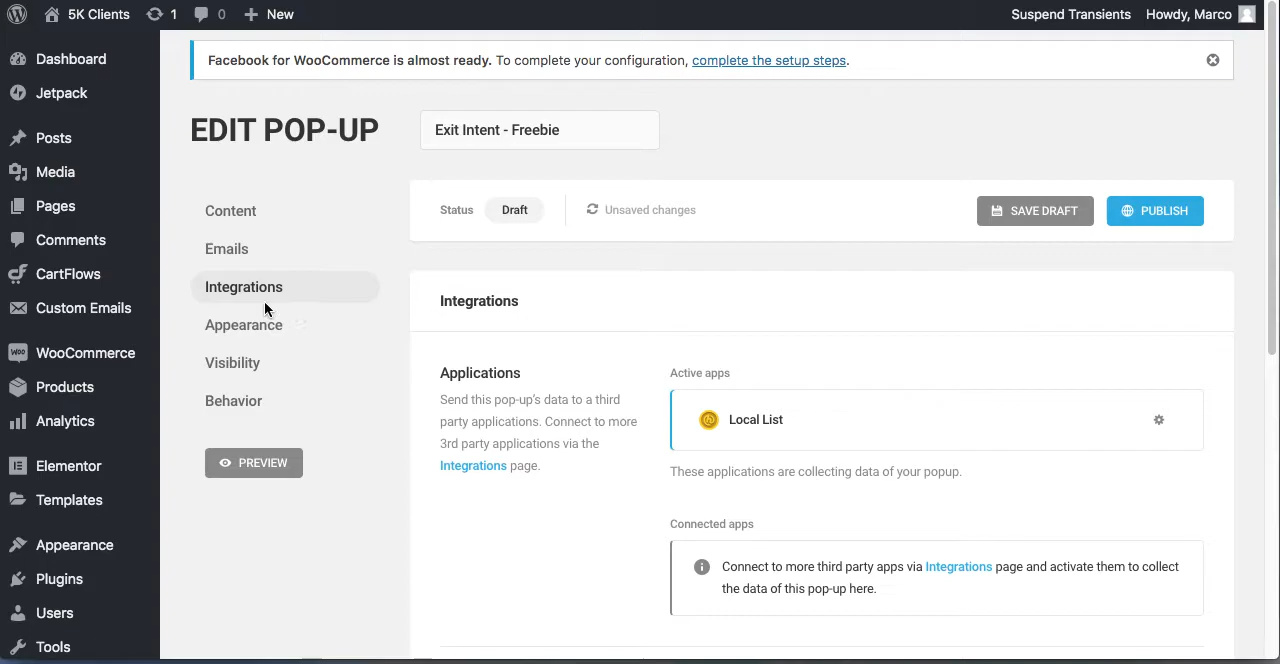 5K Clients 1 0 New Suspend Transients Howdy, Marco
Dashboard
Jetpack
Posts
Media
Pages
Comments
CartFlows
Custom Emails
WooCommerce
Products
Analytics
Elementor
Templates
Appearance
Plugins
Users
Tools
Facebook for WooCommerce is almost ready. To complete your configuration, complete the setup steps.
EDIT POP-UP
Exit Intent - Freebie
Content
Emails
Integrations
Appearance
Visibility
Behavior
PREVIEW
Status Draft Unsaved changes SAVE DRAFT PUBLISH
Integrations
Applications
Send this pop-up's data to a third
party applications. Connect to more
3rd party applications via the
Integrations page.
Active apps
Local List
These applications are collecting data of your popup.
Connected apps
Connect to more third party apps via Integrations page and activate them to collect
the data of this pop-up here.